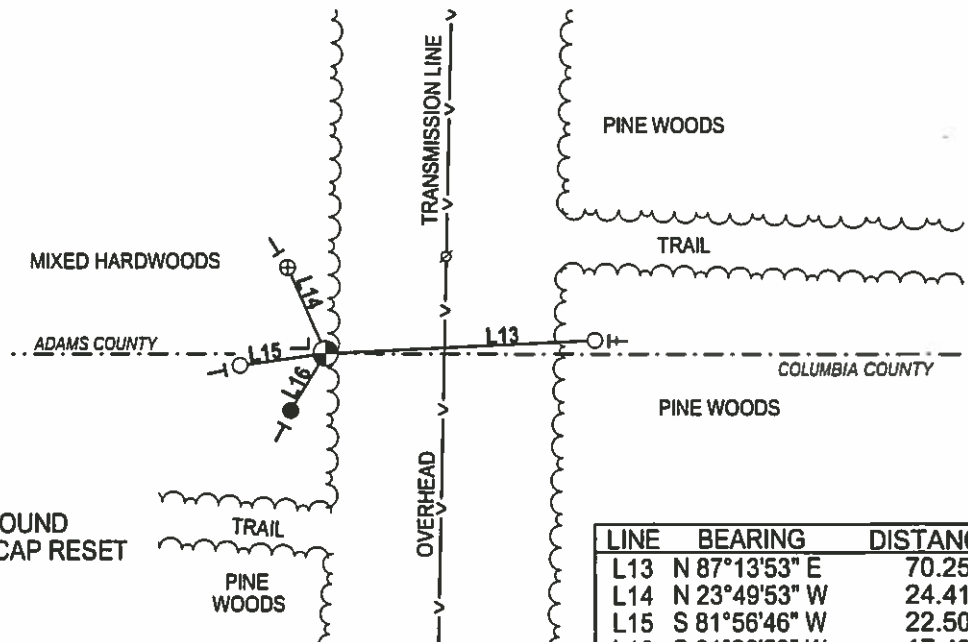 TRANSMISSION LINE
PINE WOODS
TRAIL
MIXED HARDWOODS
L14
ADAMS COUNTY
L15
L13
L16
COLUMBIA COUNTY
PINE WOODS
OVERHEAD
OUND
CAP RESET
TRAIL
PINE
WOODS
LINE BEARING DISTANC
L13 N 87°13'53" E 70.25
L14 N 23°49'53" W 24.41
L15 S 81°56'46" W 22.50